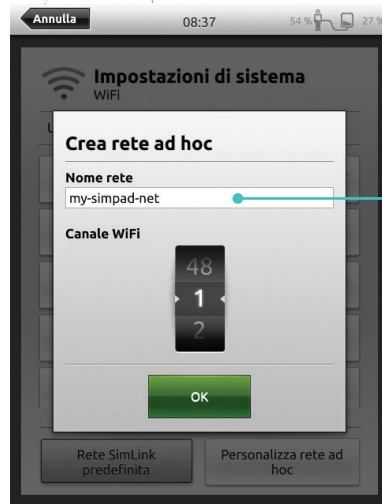 Annulla
08:37
54 %
27 %
Impostazioni di sistema
WiFi
U
Crea rete ad hoc
Nome rete
my-simpad-net
Canale WiFi
48
1
2
OK
Rete SimLink
predefinita
Personalizza rete ad
hoc